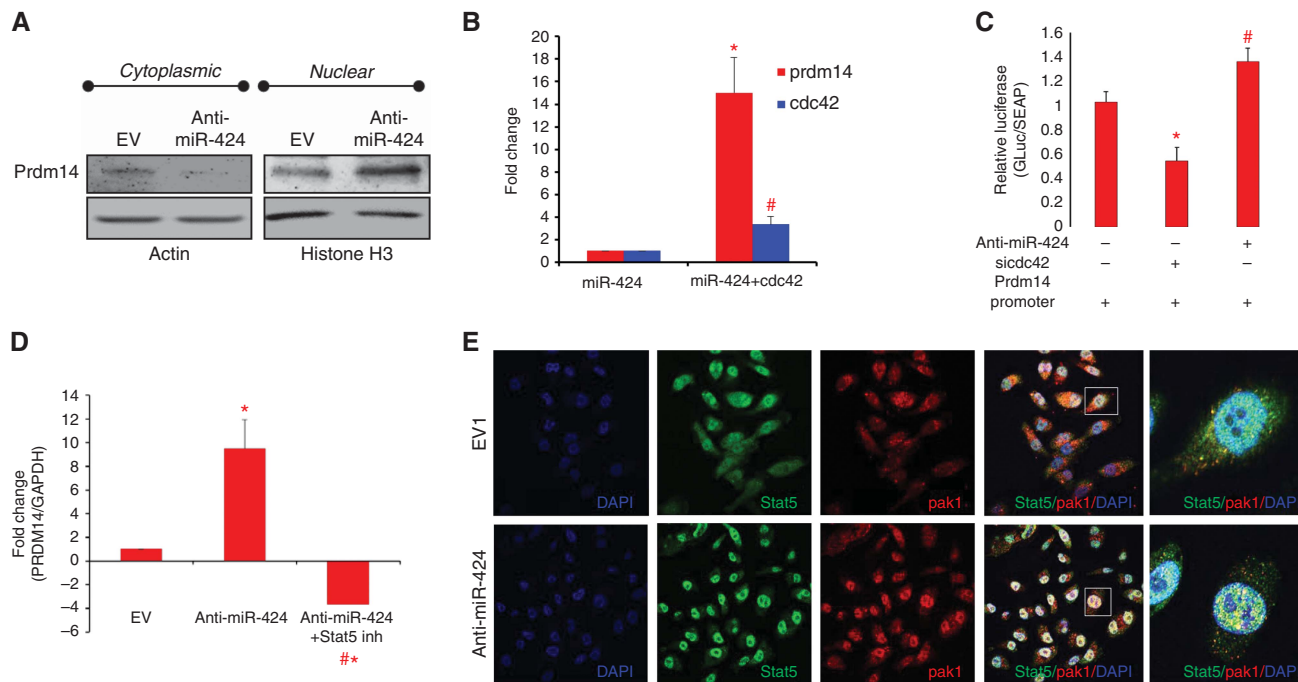 A
Cytoplasmic
Nuclear
EV
Anti-
miR-424
EV
Anti-
miR-424
Prdm14
Actin
Histone H3
B
Fold change
20
18
16
14
12
10
8
6
4
2
0
*
#
prdm14
cdc42
miR-424
miR-424+cdc42
C
Relative luciferase
(GLuc/SEAP)
1.6
1.4
1.2
1
0.8
0.6
0.4
0.2
0
*
#
Anti-miR-424 – – +
sicdc42 – + –
Prdm14
promoter + + +
D
Fold change
(PRDM14/GAPDH)
14
12
10
8
6
4
2
0
−2
−4
−6
*
EV
Anti-miR-424
Anti-miR-424
+Stat5 inh
#*
E
EV1
DAPI
Stat5
pak1
Stat5/pak1/DAPI
Stat5/pak1/DAP
Anti-miR-424
DAPI
Stat5
pak1
Stat5/pak1/DAPI
Stat5/pak1/DAP